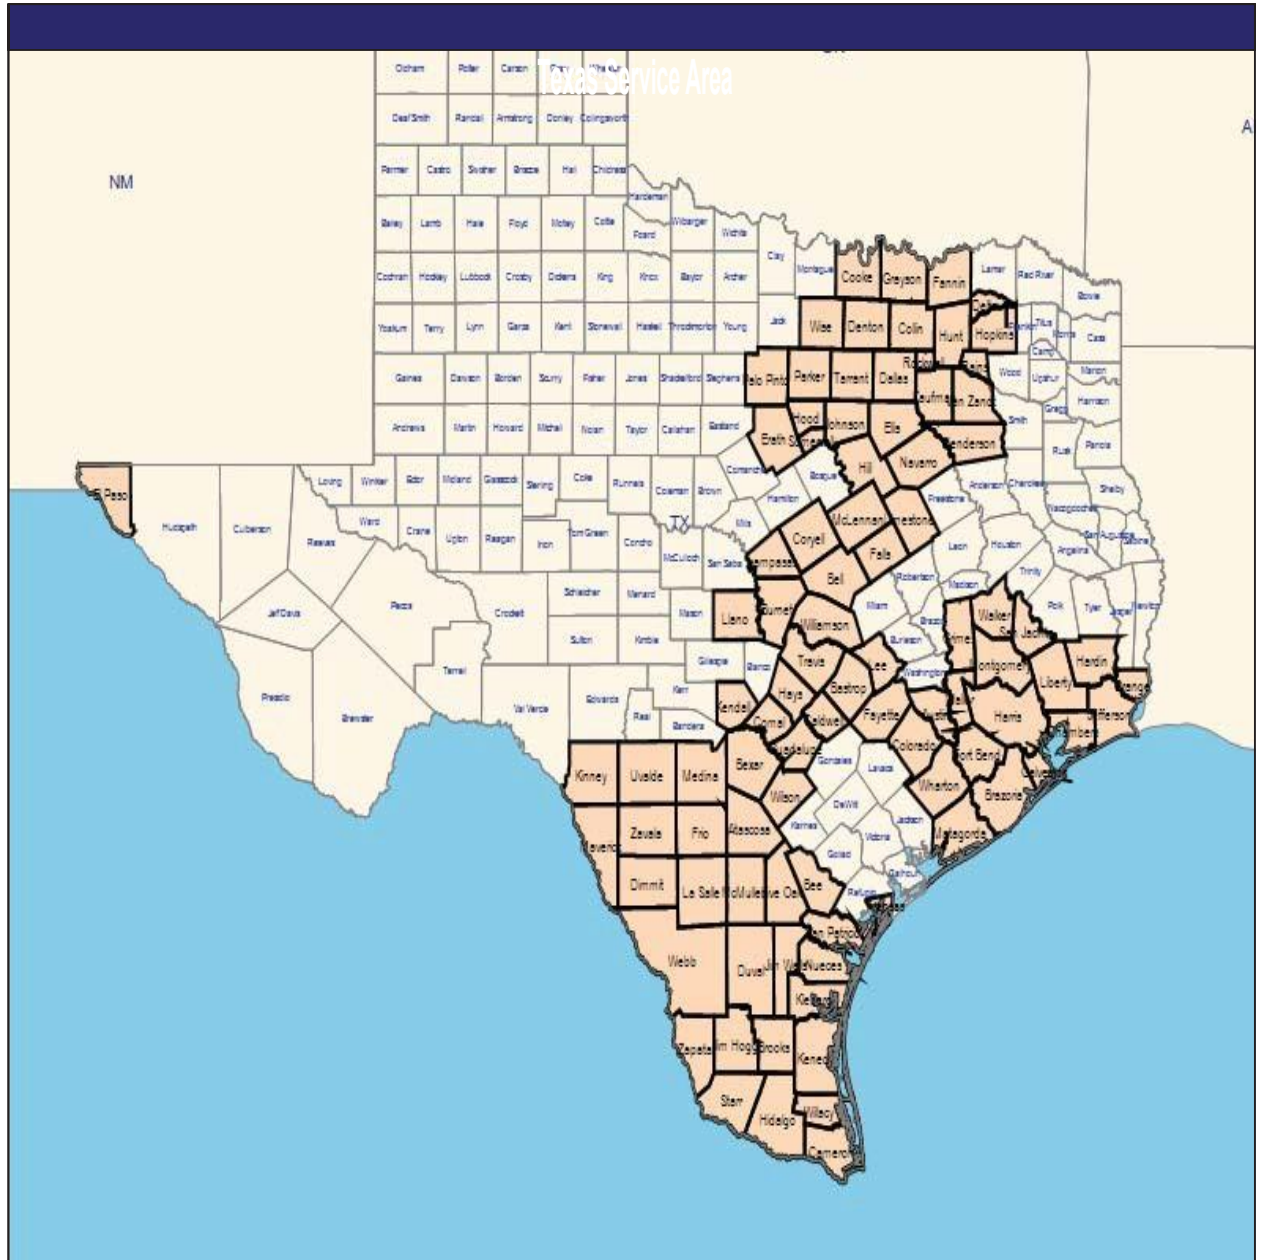 OK
Texas Service Area
Oldham Potter Carson Gray Wheeler
Deaf Smith Randall Armstrong Donley Collingsworth
A
NM
Parmer Castro Swisher Briscoe Hall Childress
Hardeman
Bailey Lamb Hale Floyd Motley Cottle Foard Wilbarger Wichita
Clay Montague Cooke Grayson Fannin Lamar Red River Bowie
Cochran Hockley Lubbock Crosby Dickens King Knox Baylor Archer
Yoakum Terry Lynn Garza Kent Stonewall Haskell Throckmorton Young Jack
Wise Denton Collin Hunt Delta Hopkins Franklin Titus Morris Cass Camp
Gaines Dawson Borden Scurry Fisher Jones Shackelford Stephens
Palo Pinto Parker Tarrant Dallas Rockwall Rains Wood Upshur Marion
Kaufman Van Zandt Gregg Harrison Smith
Andrews Martin Howard Mitchell Nolan Taylor Callahan Eastland
Erath Hood Somervell Johnson Ellis Henderson Rusk Panola
El Paso Loving Winkler Ector Midland Glasscock Sterling Coke Runnels Coleman Brown Comanche
Hamilton Bosque Hill Navarro Freestone Anderson Cherokee Shelby
Hudspeth Culberson Reeves Ward Crane Upton Reagan Irion Tom Green Concho
TX
Mills McLennan Limestone Nacogdoches San Augustine Sabine
McCulloch San Saba Lampasas Coryell Falls Bell Leon Houston Angelina Trinity
Jeff Davis Pecos Crockett Schleicher Menard Mason Llano Burnet Williamson Milam Robertson Madison
Brazos Grimes Walker San Jacinto Polk Tyler Jasper Newton
Sutton Kimble Gillespie Blanco Travis Lee Burleson Washington Montgomery Liberty Hardin Orange
Presidio Brewster Terrell Val Verde Edwards Real Kerr Bandera
Kendall Comal Hays Bastrop Caldwell Fayette Austin Waller Harris Chambers Jefferson
Kinney Uvalde Medina Bexar Guadalupe Gonzales Lavaca Colorado Fort Bend Galveston
Wilson DeWitt Wharton Brazoria
Maverick Zavala Frio Atascosa Karnes Victoria Jackson Matagorda
Goliad Calhoun
Dimmit La Salle McMullen Live Oak Bee Refugio Aransas
San Patricio
Webb Duval Jim Wells Nueces
Kleberg
Zapata Jim Hogg Brooks Kenedy
Starr Hidalgo Willacy
Cameron